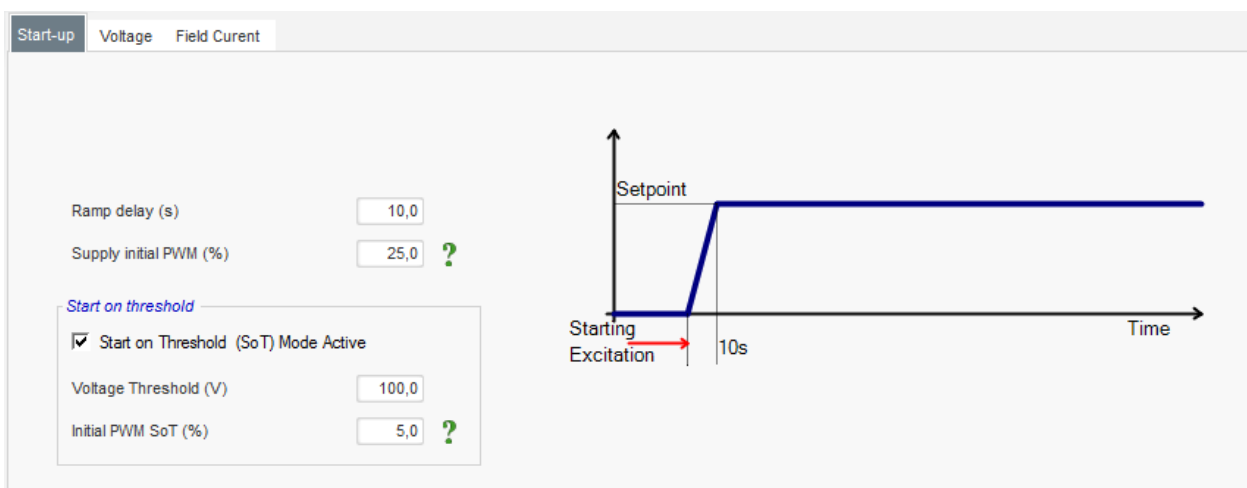 Start-up Voltage Field Curent
Ramp delay (s) 10,0
Supply initial PWM (%) 25,0 ?
Start on threshold
Start on Threshold (SoT) Mode Active
Voltage Threshold (V) 100,0
Initial PWM SoT (%) 5,0 ?
Setpoint
Starting
Excitation
10s
Time